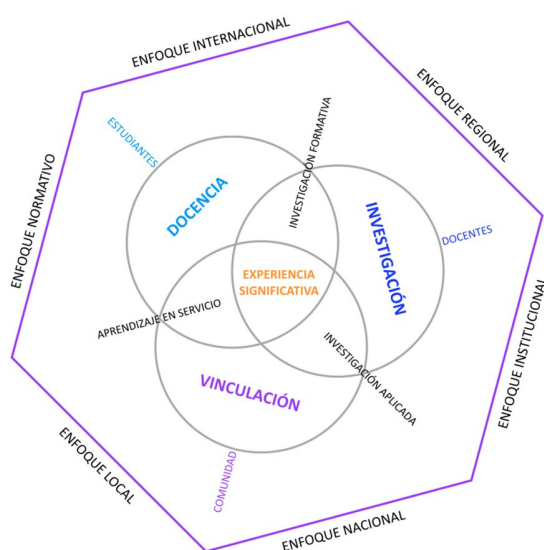 ENFOQUE INTERNACIONAL
ENFOQUE REGIONAL
ESTUDIANTES
INVESTIGACIÓN FORMATIVA
DOCENCIA
ENFOQUE NORMATIVO
INVESTIGACIÓN
DOCENTES
EXPERIENCIA
SIGNIFICATIVA
APRENDIZAJE EN SERVICIO
INVESTIGACIÓN APLICADA
ENFOQUE INSTITUCIONAL
VINCULACIÓN
ENFOQUE LOCAL
COMUNIDAD
ENFOQUE NACIONAL